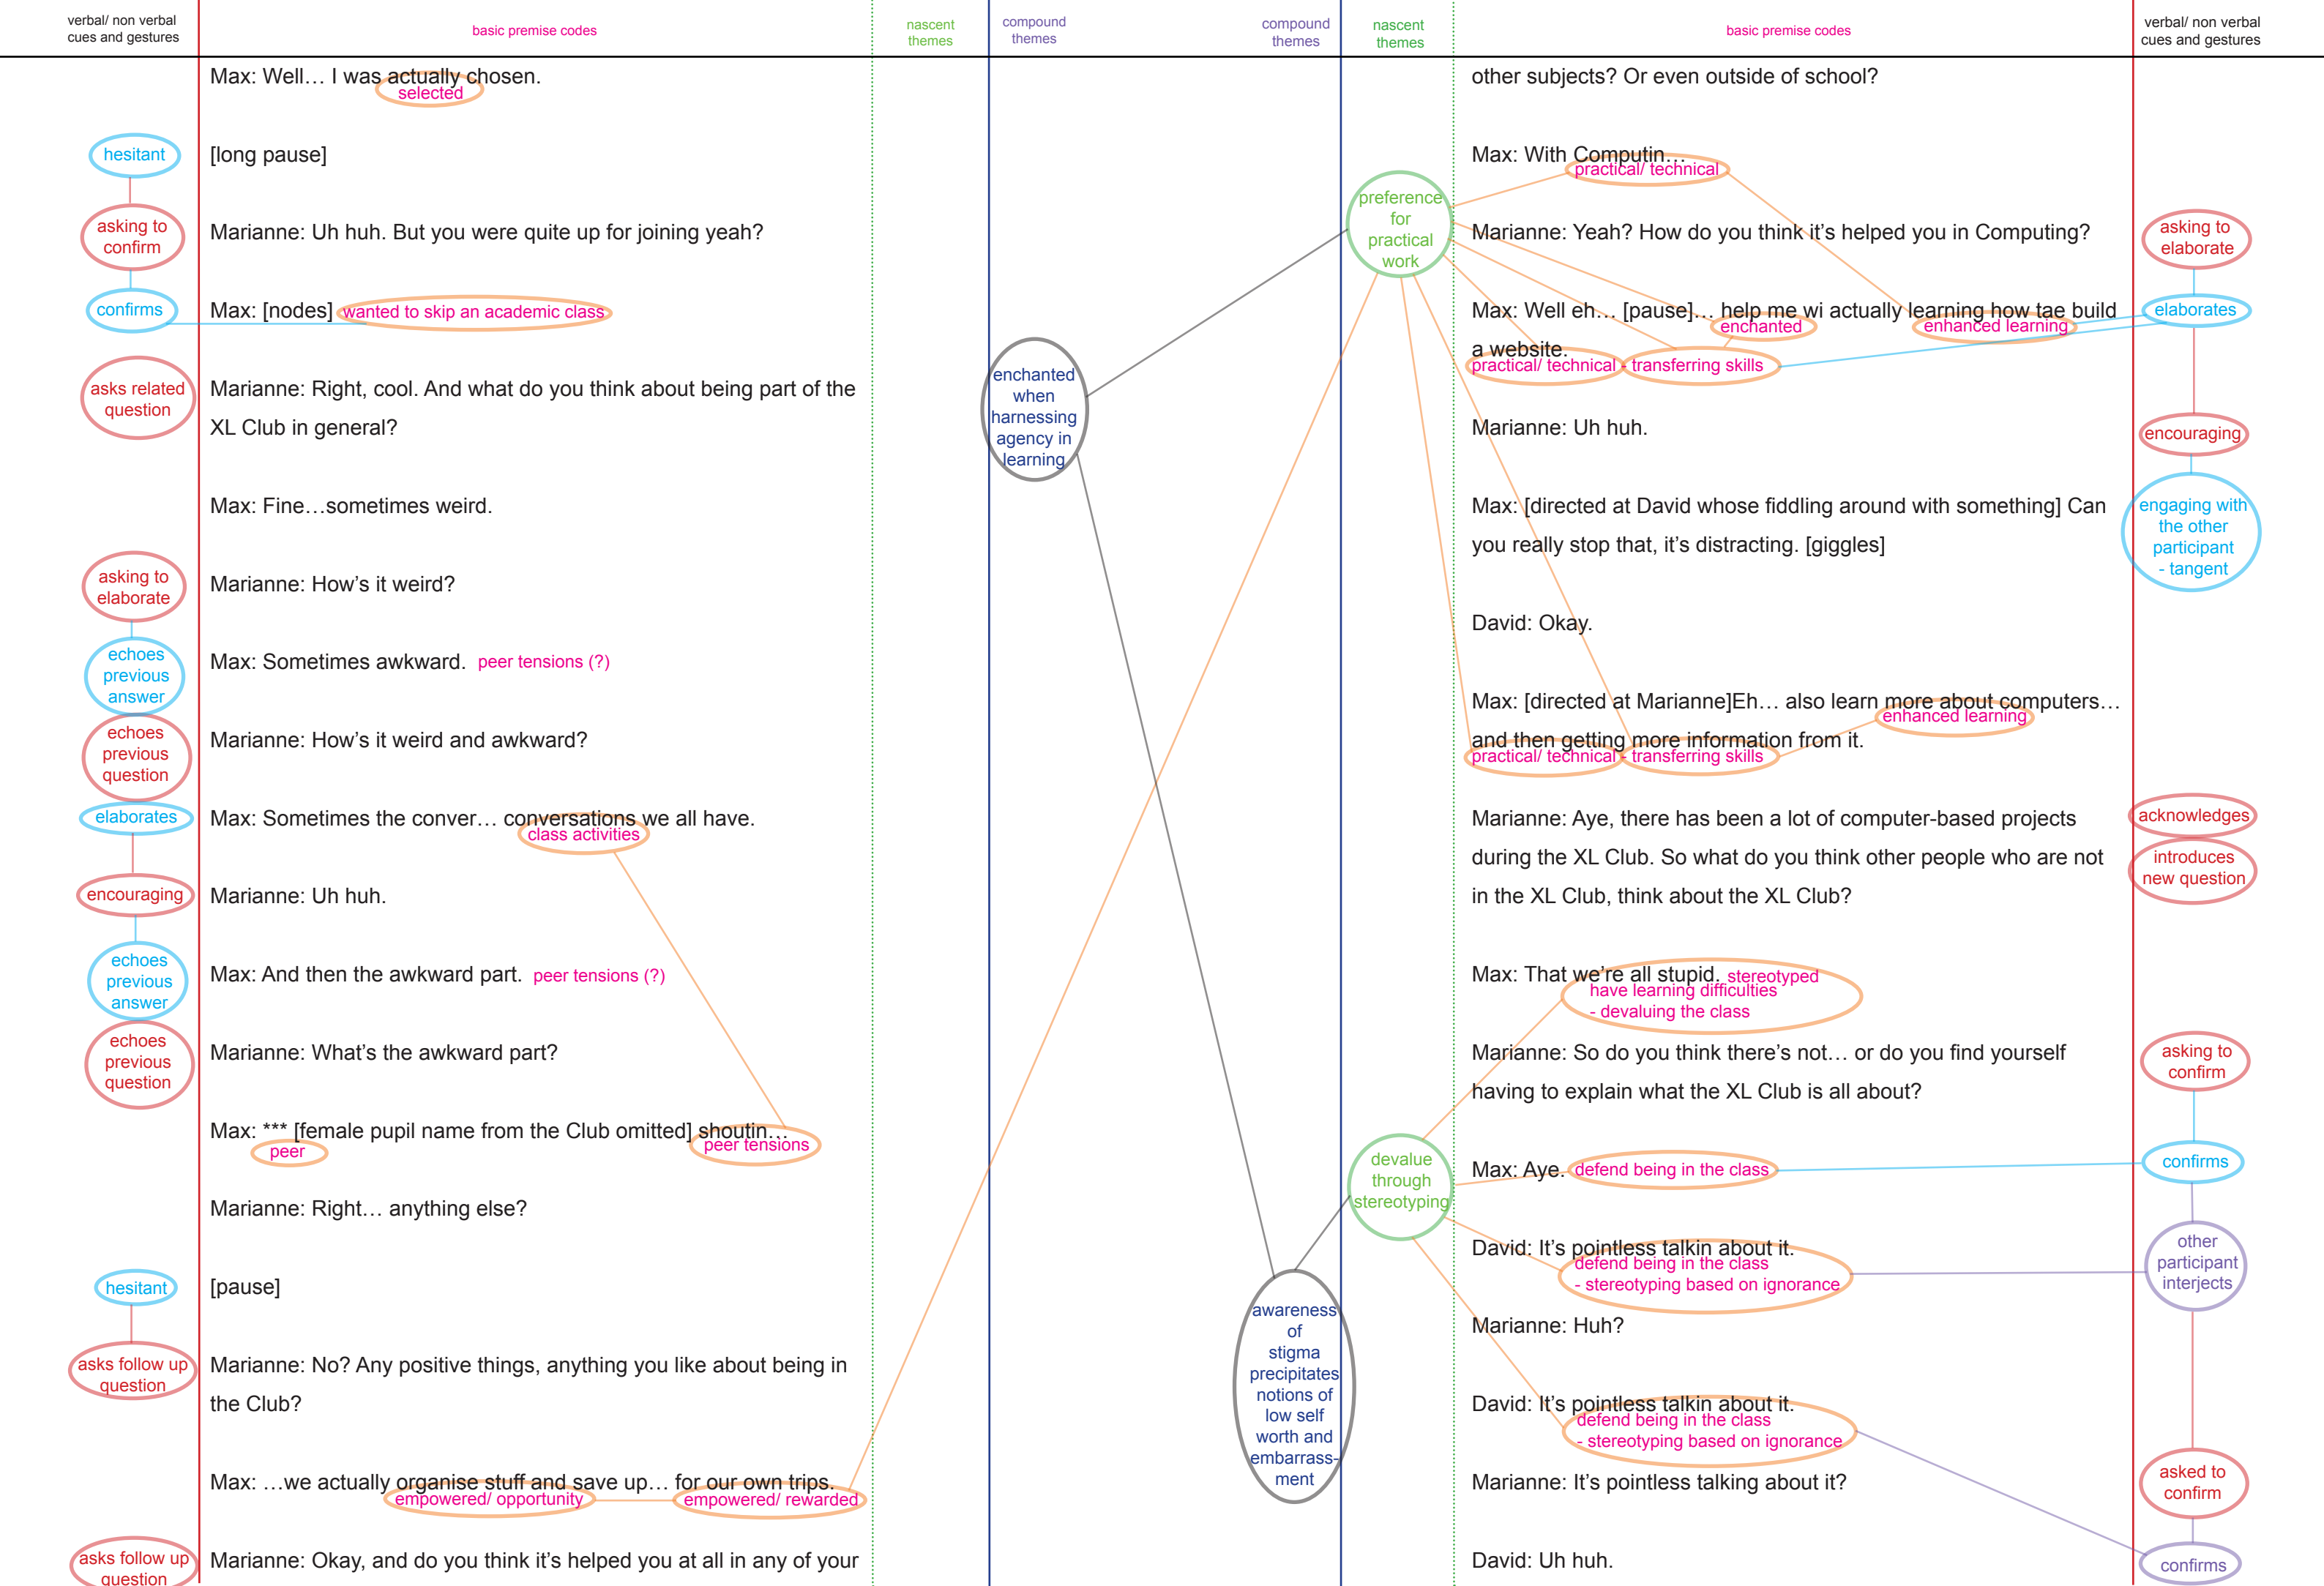 verbal/ non verbal
cues and gestures
basic premise codes
nascent
themes
compound
themes
Max: Well… I was actually chosen.
selected
hesitant
[long pause]
asking to
confirm
Marianne: Uh huh. But you were quite up for joining yeah?
confirms
Max: [nodes] wanted to skip an academic class
asks related
question
Marianne: Right, cool. And what do you think about being part of the
XL Club in general?
Max: Fine…sometimes weird.
asking to
elaborate
Marianne: How's it weird?
echoes
previous
answer
Max: Sometimes awkward. peer tensions (?)
echoes
previous
question
Marianne: How's it weird and awkward?
elaborates
Max: Sometimes the conver… conversations we all have.
class activities
encouraging
Marianne: Uh huh.
echoes
previous
answer
Max: And then the awkward part. peer tensions (?)
echoes
previous
question
Marianne: What's the awkward part?
Max: *** [female pupil name from the Club omitted] shoutin…
peer
peer tensions
Marianne: Right… anything else?
hesitant
[pause]
asks follow up
question
Marianne: No? Any positive things, anything you like about being in
the Club?
Max: …we actually organise stuff and save up… for our own trips.
empowered/ opportunity
empowered/ rewarded
asks follow up
question
Marianne: Okay, and do you think it's helped you at all in any of your
enchanted
when
harnessing
agency in
learning
compound
themes
nascent
themes
basic premise codes
verbal/ non verbal
cues and gestures
awareness
of
stigma
precipitates
notions of
low self
worth and
embarrass-
ment
preference
for
practical
work
devalue
through
stereotyping
other subjects? Or even outside of school?
Max: With Computin…
practical/ technical
Marianne: Yeah? How do you think it's helped you in Computing?
asking to
elaborate
Max: Well eh… [pause]… help me wi actually learning how tae build
enchanted
enhanced learning
elaborates
a website.
practical/ technical - transferring skills
Marianne: Uh huh.
encouraging
Max: [directed at David whose fiddling around with something] Can
you really stop that, it's distracting. [giggles]
engaging with
the other
participant
- tangent
David: Okay.
Max: [directed at Marianne]Eh… also learn more about computers…
enhanced learning
and then getting more information from it.
practical/ technical - transferring skills
Marianne: Aye, there has been a lot of computer-based projects
during the XL Club. So what do you think other people who are not
in the XL Club, think about the XL Club?
acknowledges
introduces
new question
Max: That we're all stupid. stereotyped
have learning difficulties
- devaluing the class
Marianne: So do you think there's not… or do you find yourself
having to explain what the XL Club is all about?
asking to
confirm
Max: Aye. defend being in the class
confirms
David: It's pointless talkin about it.
defend being in the class
- stereotyping based on ignorance
other
participant
interjects
Marianne: Huh?
David: It's pointless talkin about it.
defend being in the class
- stereotyping based on ignorance
Marianne: It's pointless talking about it?
asked to
confirm
David: Uh huh.
confirms